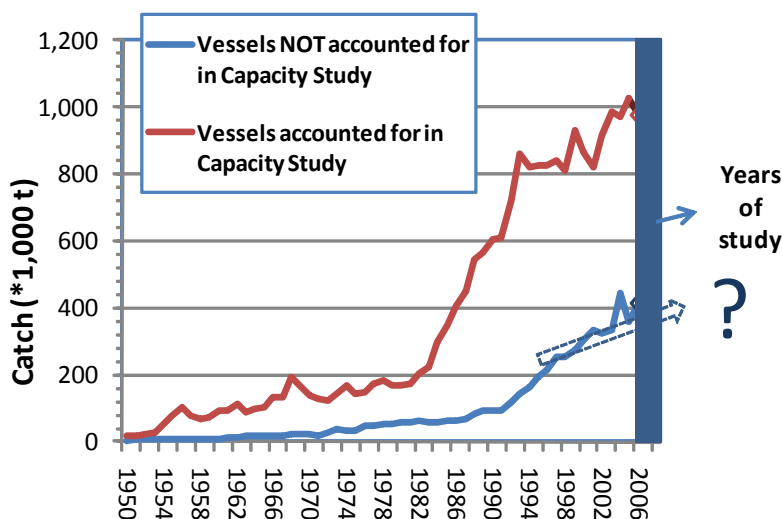 1,200
1,000
800
600
400
200
0
Catch (*1,000 t)
Vessels NOT accounted for
in Capacity Study
Vessels accounted for in
Capacity Study
Years
of
study
?
1950
1954
1958
1962
1966
1970
1974
1978
1982
1986
1990
1994
1998
2002
2006